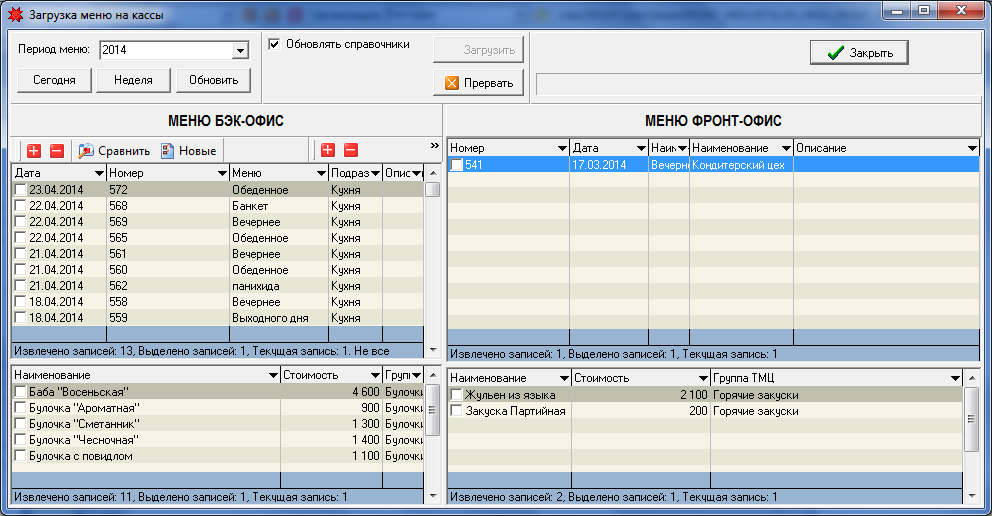 Загрузка меню на кассы
Период меню: 2014
Сегодня Неделя Обновить
Обновлять справочники
Загрузить
Прервать
Закрыть
МЕНЮ БЭК-ОФИС
Сравнить Новые »
Дата Номер Меню Подраз Опис
23.04.2014 572 Обеденное Кухня
22.04.2014 568 Банкет Кухня
22.04.2014 569 Вечернее Кухня
22.04.2014 565 Обеденное Кухня
21.04.2014 561 Вечернее Кухня
21.04.2014 560 Обеденное Кухня
21.04.2014 562 панихида Кухня
18.04.2014 558 Вечернее Кухня
18.04.2014 559 Выходного дня Кухня
Извлечено записей: 13, Выделено записей: 1, Текущая запись: 1. Не все
Наименование Стоимость Групп
Баба "Восеньская" 4 600 Булочки
Булочка "Ароматная" 900 Булочки
Булочка "Сметанник" 1 300 Булочки
Булочка "Чесночная" 1 400 Булочки
Булочка с повидлом 1 100 Булочки
Извлечено записей: 11, Выделено записей: 1, Текущая запись: 1
МЕНЮ ФРОНТ-ОФИС
Номер Дата Наим Наименование Описание
541 17.03.2014 Вечерне Кондитерский цех
Извлечено записей: 1, Выделено записей: 1, Текущая запись: 1
Наименование Стоимость Группа ТМЦ
Жульен из языка 2 100 Горячие закуски
Закуска Партийная 200 Горячие закуски
Извлечено записей: 2, Выделено записей: 1, Текущая запись: 1